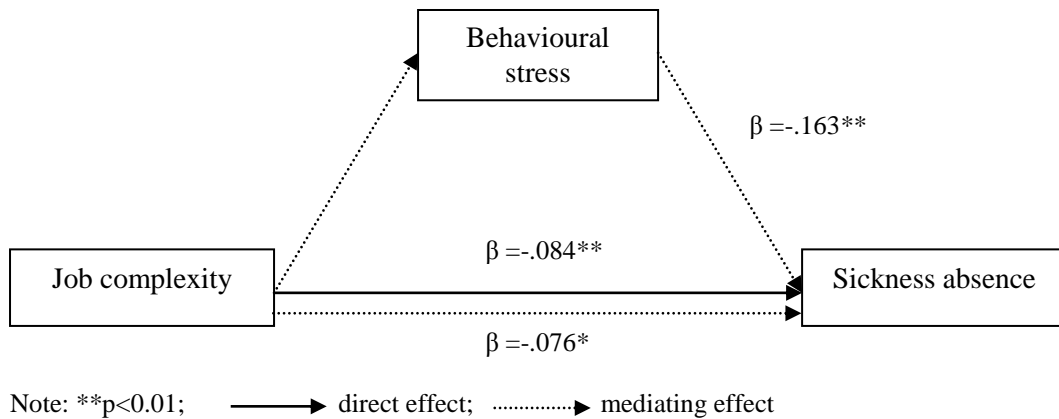 Behavioural
stress
β =-.163**
β =-.084**
Job complexity
Sickness absence
β =-.076*
Note: **p<0.01; direct effect; mediating effect